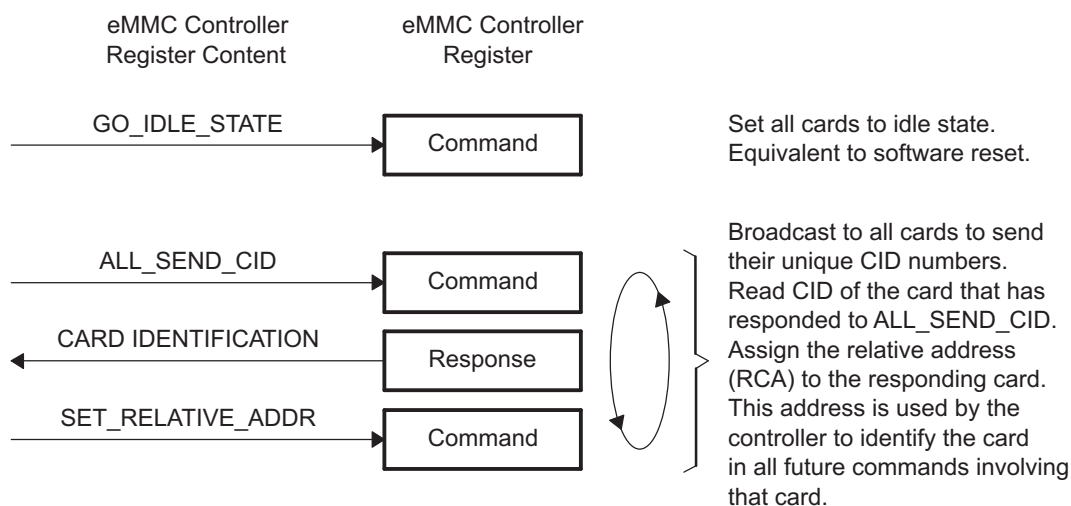 eMMC Controller
Register Content
eMMC Controller
Register
GO_IDLE_STATE
Command
Set all cards to idle state.
Equivalent to software reset.
ALL_SEND_CID
Command
CARD IDENTIFICATION
Response
SET_RELATIVE_ADDR
Command
Broadcast to all cards to send
their unique CID numbers.
Read CID of the card that has
responded to ALL_SEND_CID.
Assign the relative address
(RCA) to the responding card.
This address is used by the
controller to identify the card
in all future commands involving
that card.